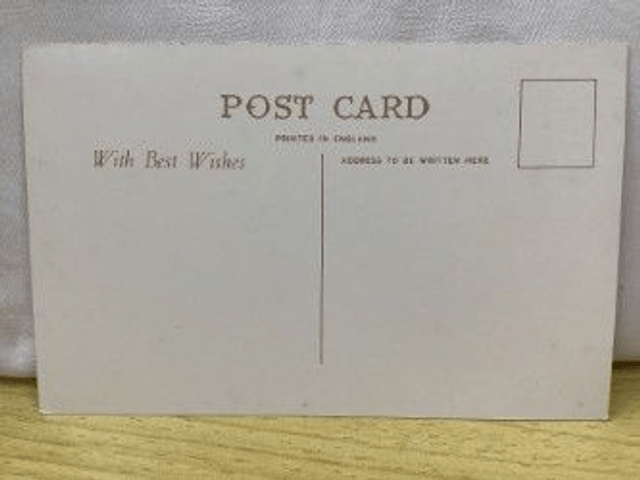 POST CARD
PRINTED IN ENGLAND
With Best Wishes
ADDRESS TO BE WRITTEN HERE